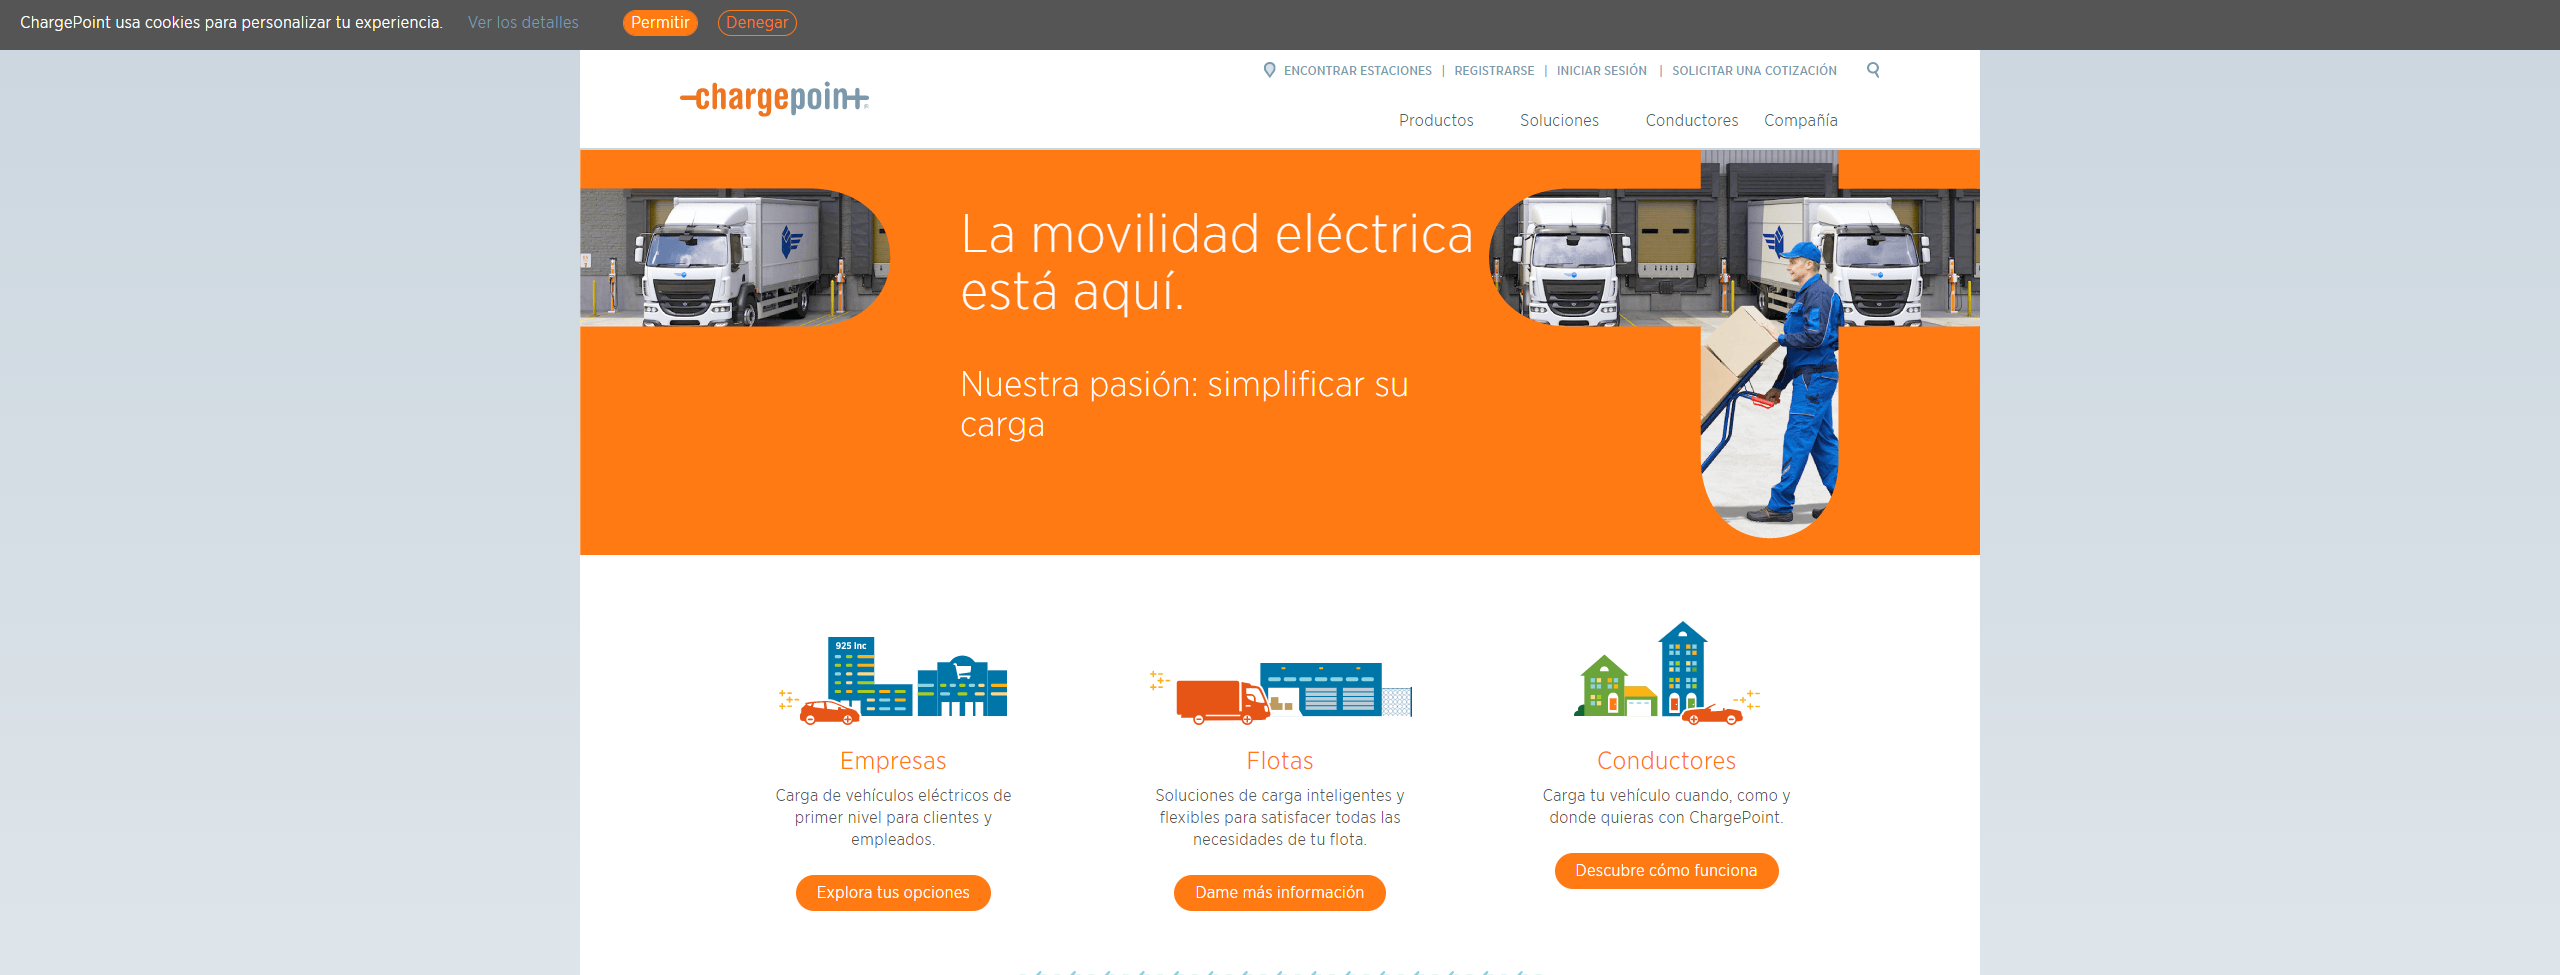 ChargePoint usa cookies para personalizar tu experiencia. Ver los detalles Permitir Denegar
ENCONTRAR ESTACIONES | REGISTRARSE | INICIAR SESIÓN | SOLICITAR UNA COTIZACIÓN
chargepoint
Productos Soluciones Conductores Compañía
La movilidad eléctrica
está aquí.
Nuestra pasión: simplificar su
carga
925 Inc
Empresas
Carga de vehículos eléctricos de
primer nivel para clientes y
empleados.
Explora tus opciones
Flotas
Soluciones de carga inteligentes y
flexibles para satisfacer todas las
necesidades de tu flota.
Dame más información
Conductores
Carga tu vehículo cuando, como y
donde quieras con ChargePoint.
Descubre cómo funciona